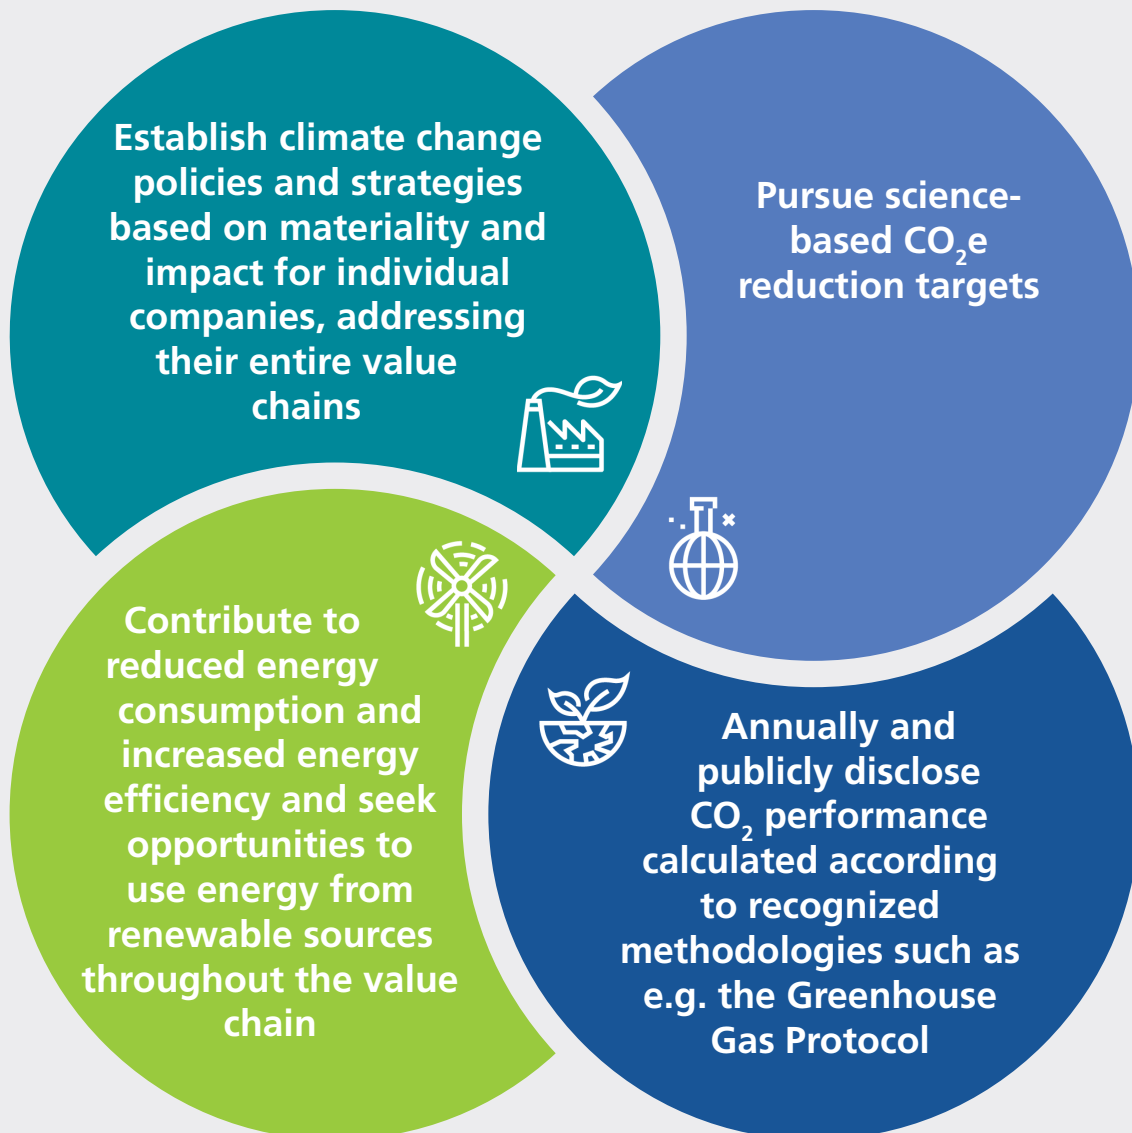 Establish climate change
policies and strategies
based on materiality and
impact for individual
companies, addressing
their entire value
chains
Pursue science-
based CO₂e
reduction targets
Contribute to
reduced energy
consumption and
increased energy
efficiency and seek
opportunities to
use energy from
renewable sources
throughout the value
chain
Annually and
publicly disclose
CO₂ performance
calculated according
to recognized
methodologies such as
e.g. the Greenhouse
Gas Protocol